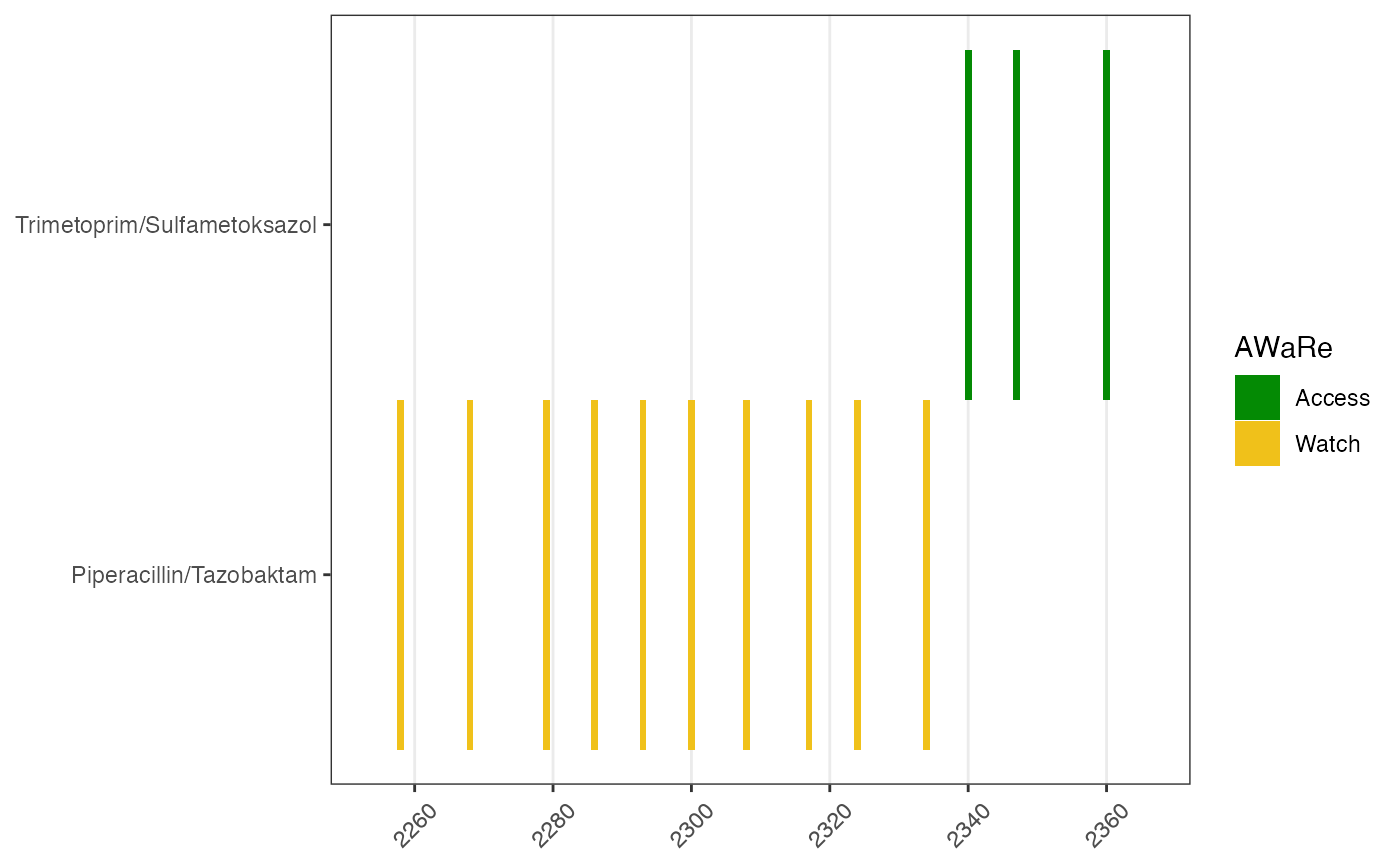 Trimetoprim/Sulfametoksazol
Piperacillin/Tazobaktam
2260
2280
2300
2320
2340
2360
AWaRe
Access
Watch